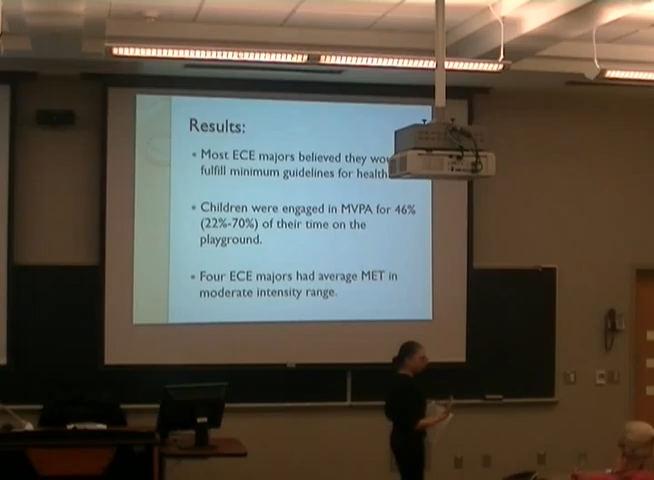 Results:
• Most ECE majors believed they
fulfill minimum guidelines for health
• Children were engaged in MVPA for 46%
(22%-70%) of their time on the
playground.
• Four ECE majors had average MET in
moderate intensity range.